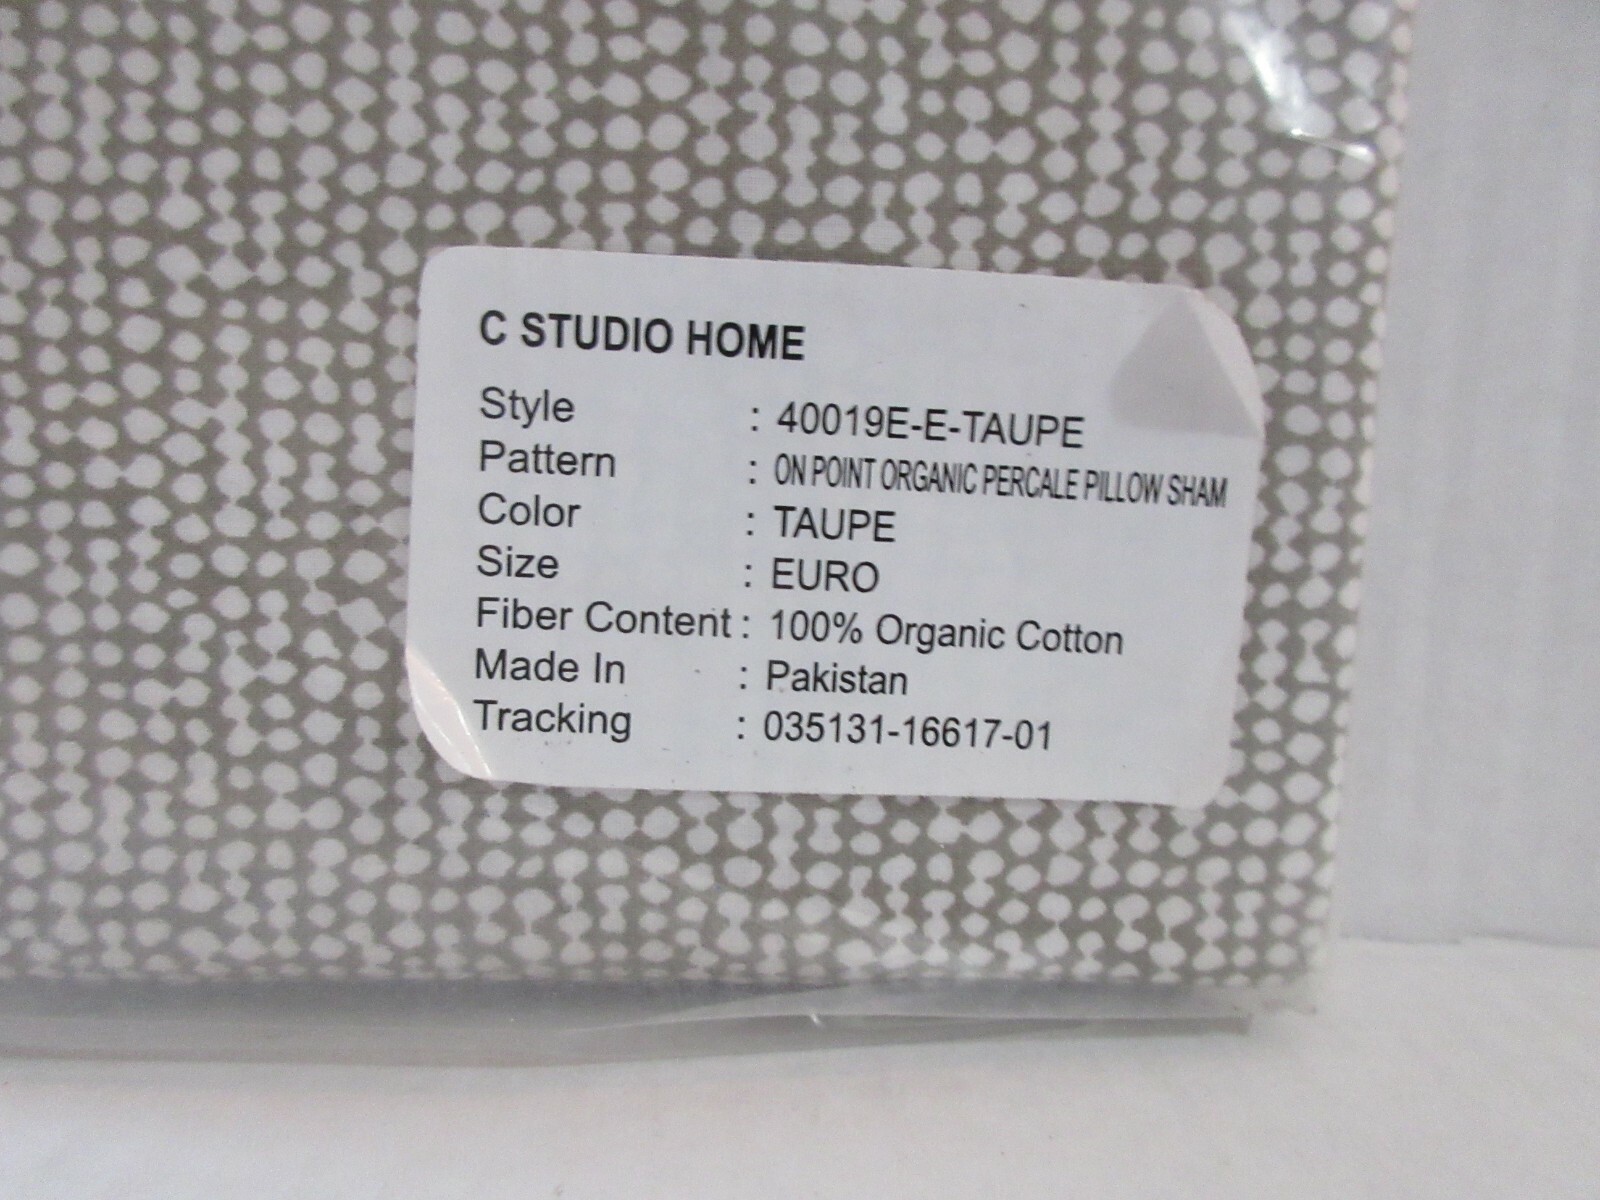 C STUDIO HOME
Style : 40019E-E-TAUPE
Pattern : ON POINT ORGANIC PERCALE PILLOW SHAM
Color : TAUPE
Size : EURO
Fiber Content : 100% Organic Cotton
Made In : Pakistan
Tracking : 035131-16617-01